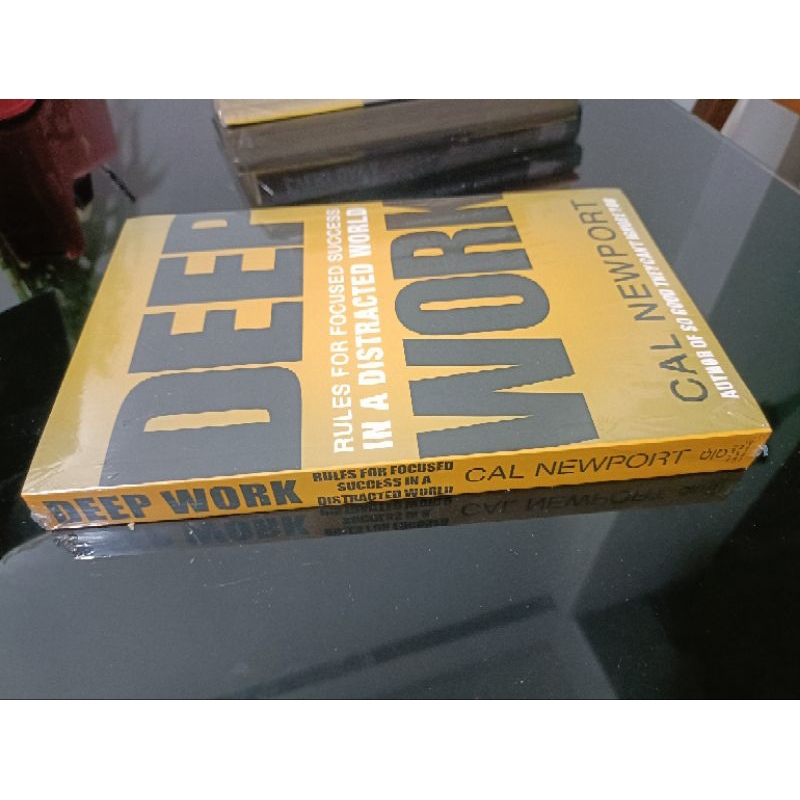 DEEP
WORK
RULES FOR FOCUSED SUCCESS
IN A DISTRACTED WORLD
CAL NEWPORT
AUTHOR OF SO GOOD THEY CAN'T IGNORE YOU
DEEP WORK
RULES FOR FOCUSED
SUCCESS IN A
DISTRACTED WORLD
CAL NEWPORT